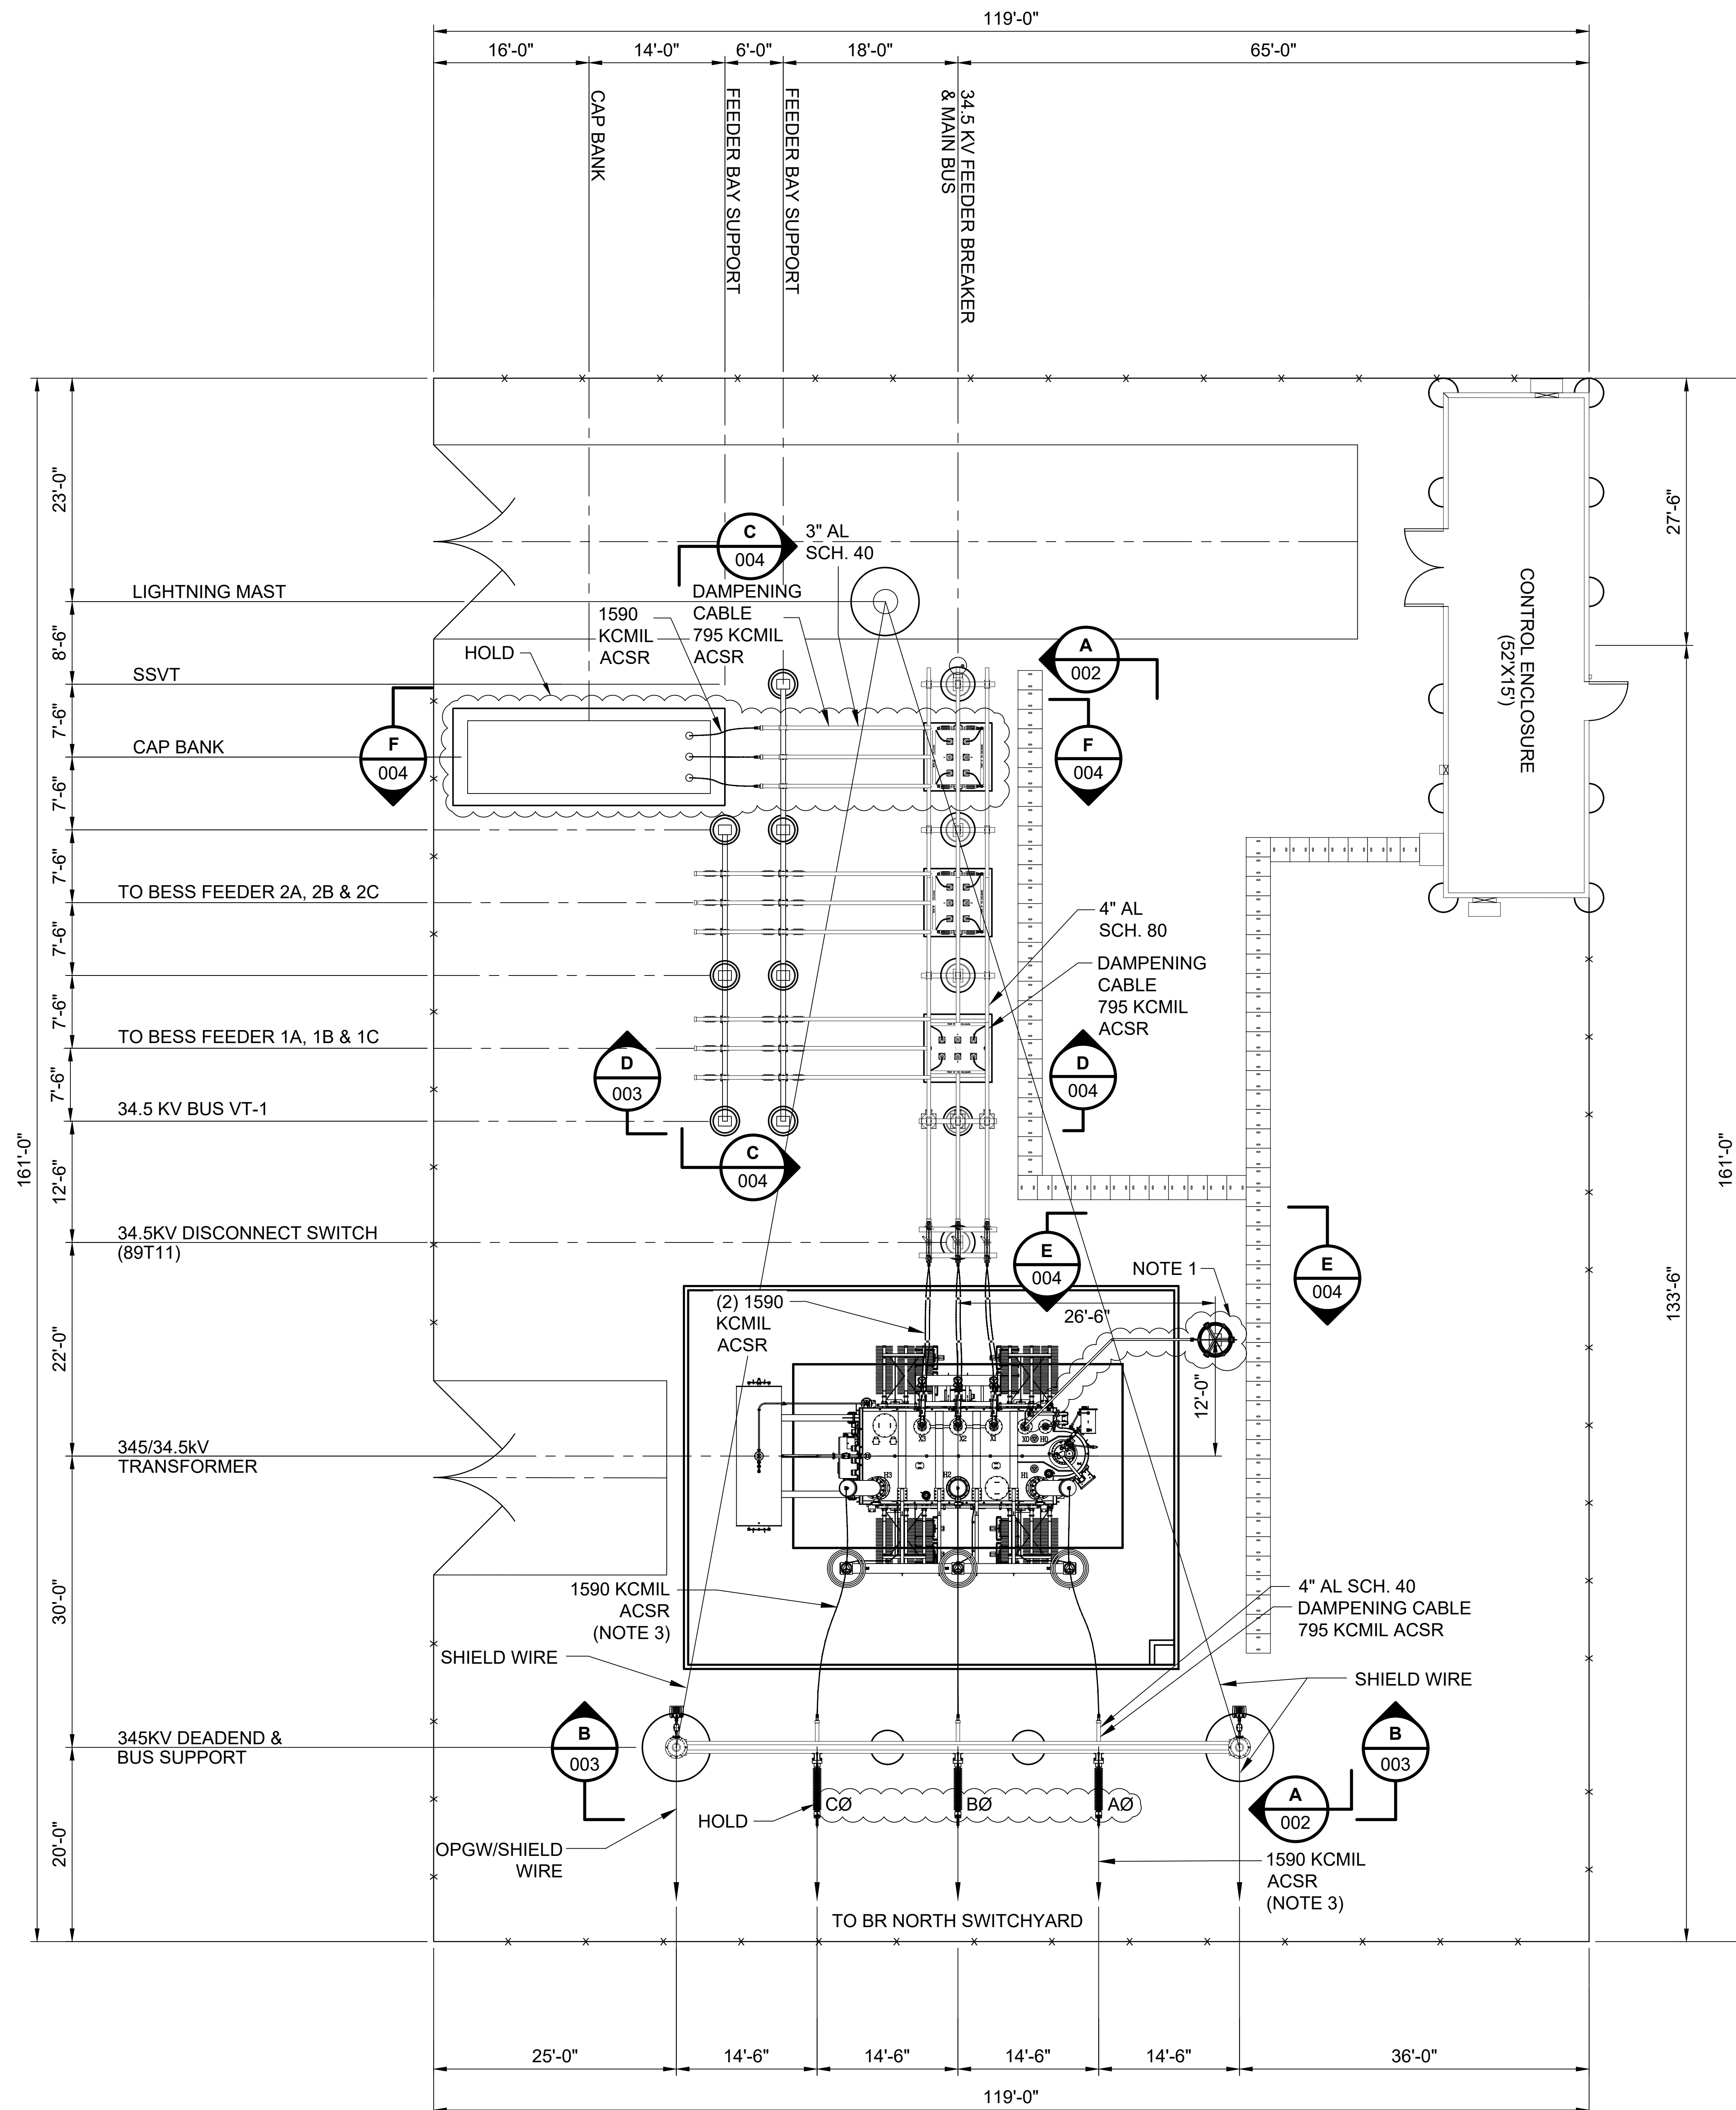 119'-0"
16'-0"
14'-0"
6'-0"
18'-0"
65'-0"
CAP BANK
FEEDER BAY SUPPORT
FEEDER BAY SUPPORT
34.5 KV FEEDER BREAKER
& MAIN BUS
23'-0"
27'-6"
C
004
3" AL
SCH. 40
CONTROL ENCLOSURE
(52'X15')
LIGHTNING MAST
DAMPENING
CABLE
795 KCMIL
ACSR
1590
KCMIL
ACSR
8'-6"
HOLD
A
002
SSVT
7'-6"
CAP BANK
F
004
F
004
7'-6"
7'-6"
TO BESS FEEDER 2A, 2B & 2C
7'-6"
4" AL
SCH. 80
DAMPENING
CABLE
795 KCMIL
ACSR
7'-6"
TO BESS FEEDER 1A, 1B & 1C
D
003
D
004
7'-6"
34.5 KV BUS VT-1
161'-0"
161'-0"
C
004
12'-6"
34.5KV DISCONNECT SWITCH
(89T11)
E
004
E
004
NOTE 1
133'-6"
(2) 1590
KCMIL
ACSR
26'-6"
22'-0"
12'-0"
X3
X2
X1
X0
H0
345/34.5kV
TRANSFORMER
H3
H2
H1
30'-0"
1590 KCMIL
ACSR
(NOTE 3)
4" AL SCH. 40
DAMPENING CABLE
795 KCMIL ACSR
SHIELD WIRE
SHIELD WIRE
345KV DEADEND &
BUS SUPPORT
B
003
B
003
CØ
BØ
AØ
A
002
HOLD
20'-0"
OPGW/SHIELD
WIRE
1590 KCMIL
ACSR
(NOTE 3)
TO BR NORTH SWITCHYARD
25'-0"
14'-6"
14'-6"
14'-6"
14'-6"
36'-0"
119'-0"